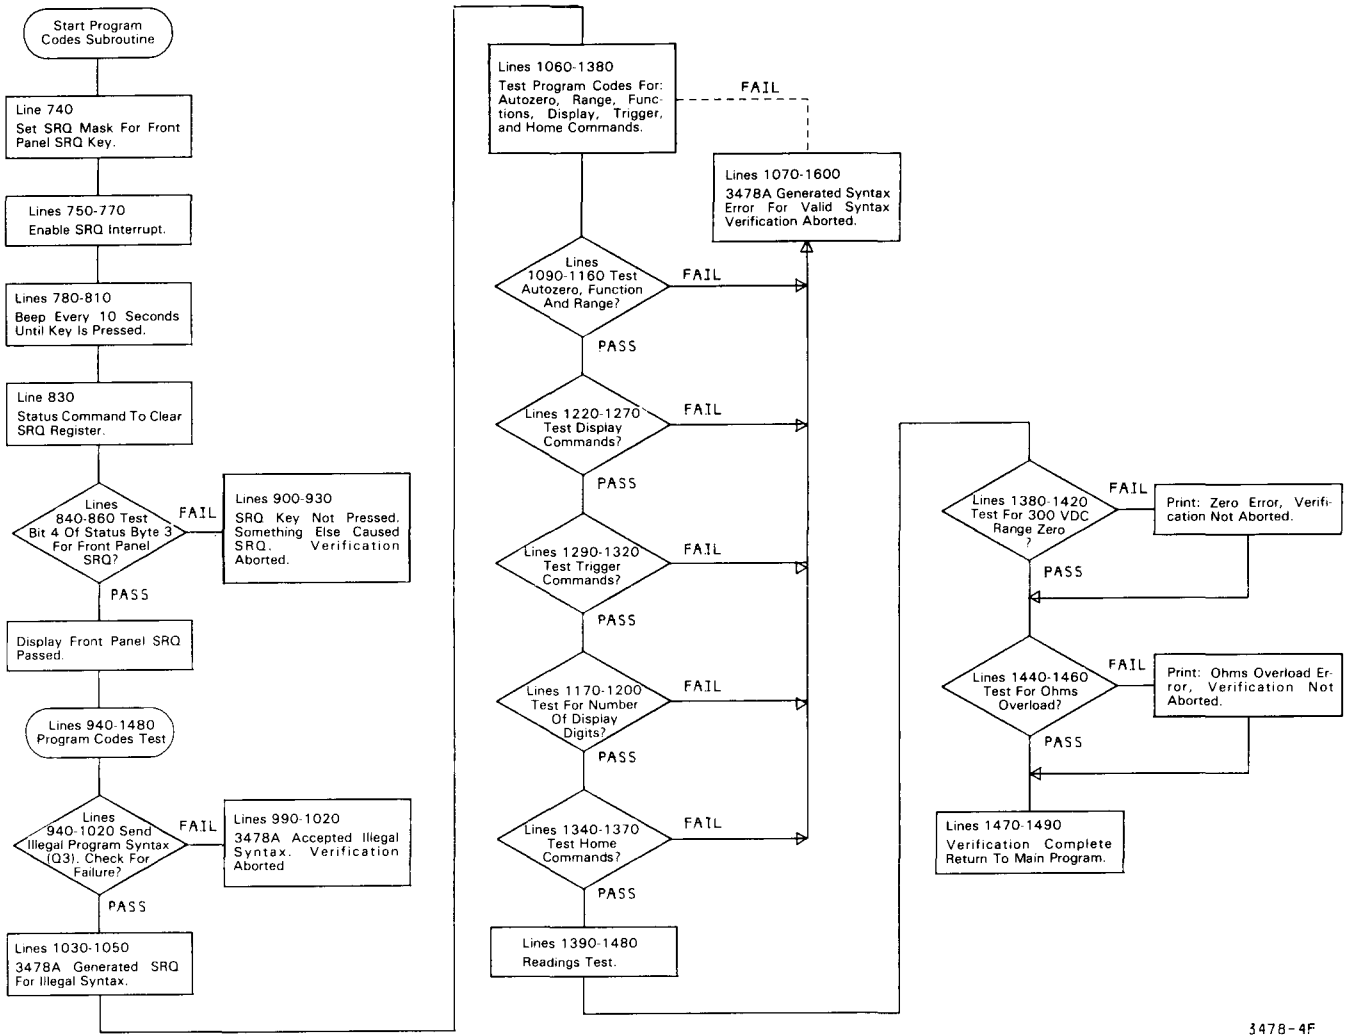 Start Program
Codes Subroutine
Line 740
Set SRQ Mask For Front
Panel SRQ Key.
Lines 750-770
Enable SRQ Interrupt.
Lines 780-810
Beep Every 10 Seconds
Until Key Is Pressed.
Line 830
Status Command To Clear
SRQ Register.
Lines
840-860 Test
Bit 4 Of Status Byte 3
For Front Panel
SRQ?
FAIL
Lines 900-930
SRQ Key Not Pressed.
Something Else Caused
SRQ. Verification
Aborted.
PASS
Display Front Panel SRQ
Passed.
Lines 940-1480
Program Codes Test
Lines
940-1020 Send
Illegal Program Syntax
(Q3). Check For
Failure?
FAIL
Lines 990-1020
3478A Accepted Illegal
Syntax. Verification
Aborted
PASS
Lines 1030-1050
3478A Generated SRQ
For Illegal Syntax.
Lines 1060-1380
Test Program Codes For:
Autozero, Range, Func-
tions, Display, Trigger,
and Home Commands.
FAIL
Lines 1070-1600
3478A Generated Syntax
Error For Valid Syntax
Verification Aborted.
Lines
1090-1160 Test
Autozero, Function
And Range?
FAIL
PASS
Lines 1220-1270
Test Display
Commands?
FAIL
PASS
Lines 1290-1320
Test Trigger
Commands?
FAIL
PASS
Lines 1170-1200
Test For Number
Of Display
Digits?
FAIL
PASS
Lines 1340-1370
Test Home
Commands?
FAIL
PASS
Lines 1390-1480
Readings Test.
Lines 1380-1420
Test For 300 VDC
Range Zero
?
FAIL
Print: Zero Error, Verifi-
cation Not Aborted.
PASS
Lines 1440-1460
Test For Ohms
Overload?
FAIL
Print: Ohms Overload Er-
ror, Verification Not
Aborted.
PASS
Lines 1470-1490
Verification Complete
Return To Main Program.
3478-4F